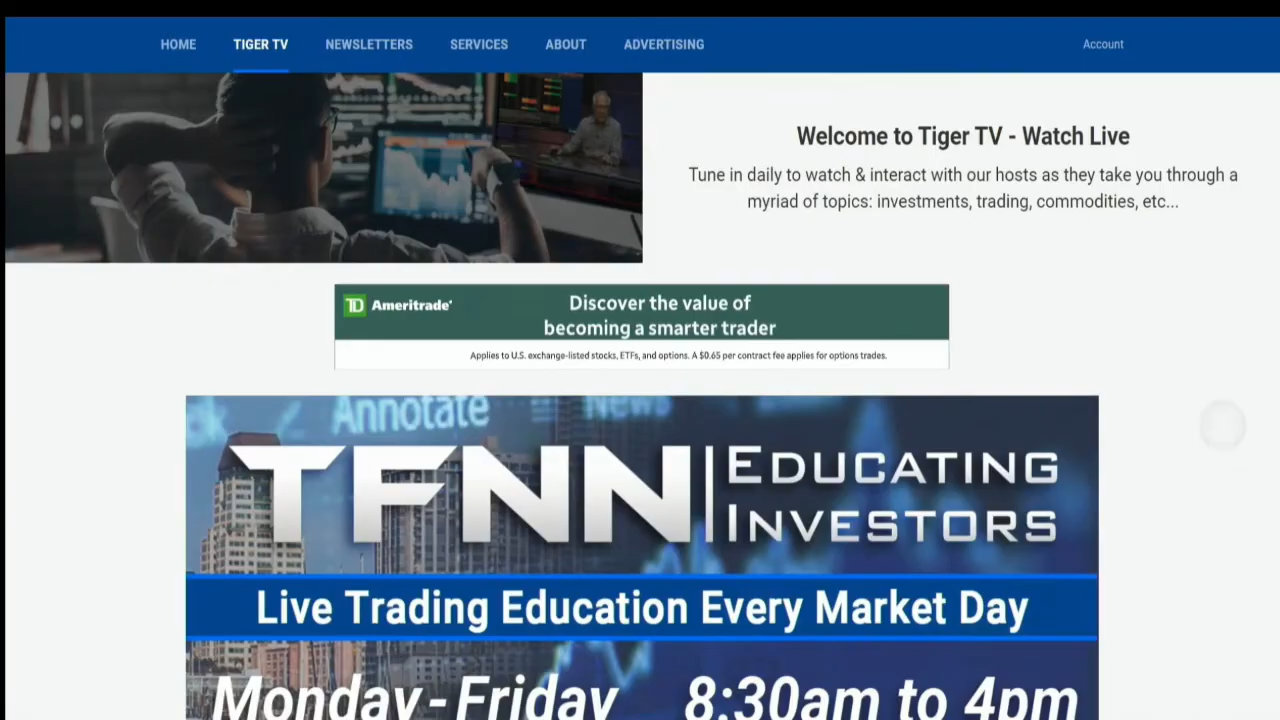 HOME TIGER TV NEWSLETTERS SERVICES ABOUT ADVERTISING Account
Welcome to Tiger TV - Watch Live
Tune in daily to watch & interact with our hosts as they take you through a
myriad of topics: investments, trading, commodities, etc...
TD Ameritrade
Discover the value of
becoming a smarter trader
Applies to U.S. exchange-listed stocks, ETFs, and options. A $0.65 per contract fee applies for options trades.
Annotate News
TFNN EDUCATING
INVESTORS
Live Trading Education Every Market Day
Monday - Friday 8:30am to 4pm